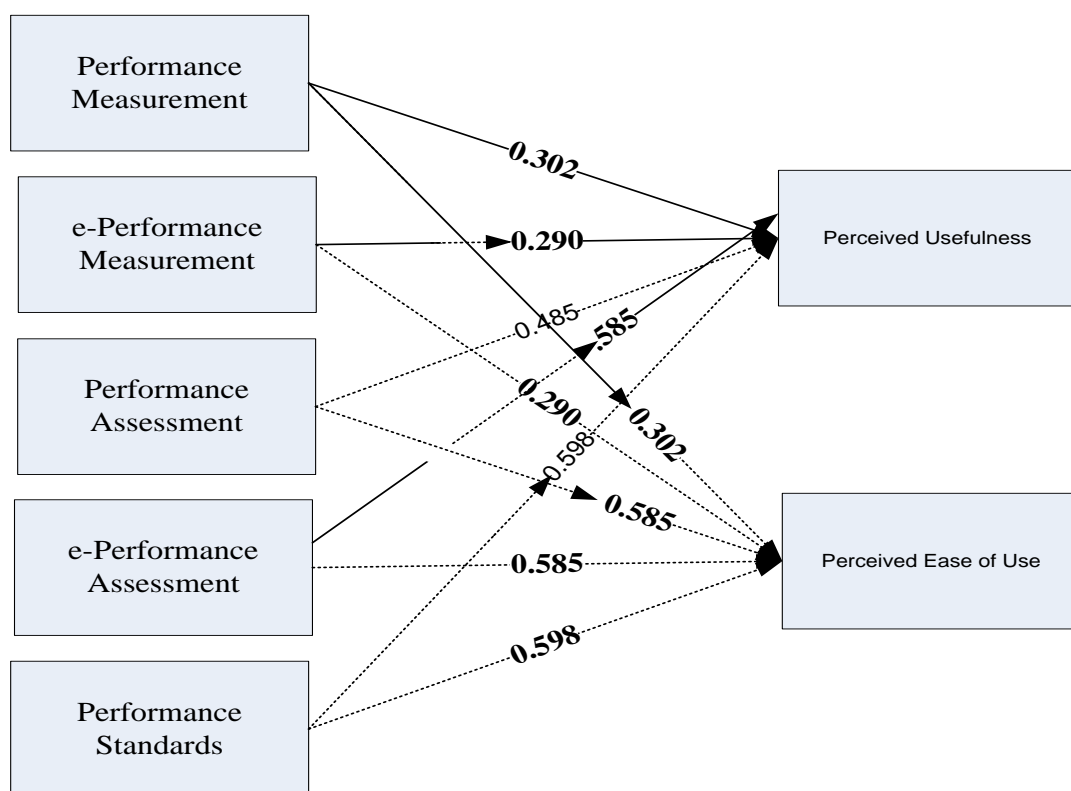 Performance
Measurement
e-Performance
Measurement
Performance
Assessment
e-Performance
Assessment
Performance
Standards
0.302
0.290
0.485
.585
0.290
0.302
0.598
0.585
0.585
0.598
Perceived Usefulness
Perceived Ease of Use